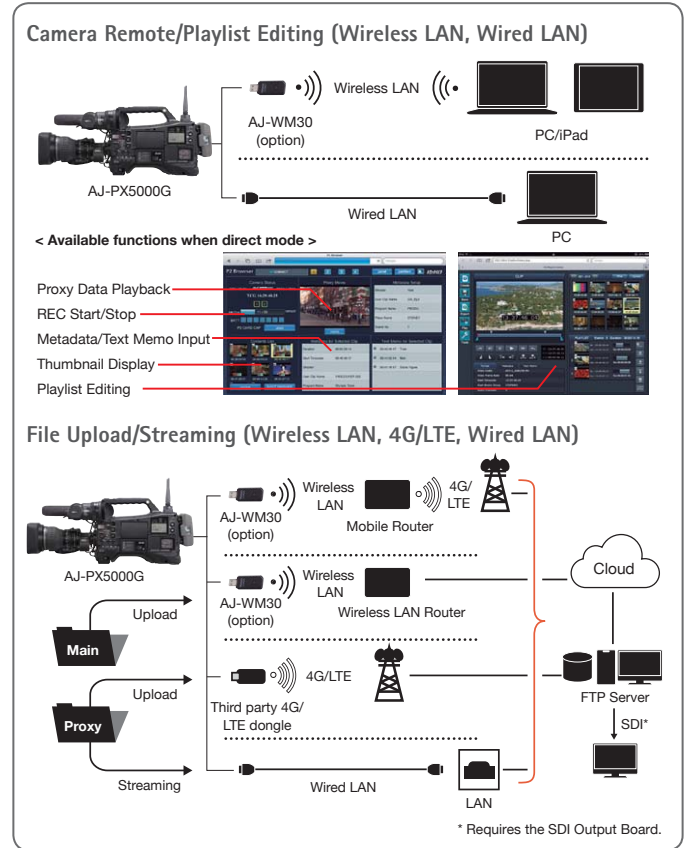 Camera Remote/Playlist Editing (Wireless LAN, Wired LAN)
Wireless LAN
AJ-WM30
(option)
PC/iPad
AJ-PX5000G
Wired LAN
PC
< Available functions when direct mode >
P2 Browser
Proxy Data Playback
REC Start/Stop
Metadata/Text Memo Input
Thumbnail Display
Playlist Editing
File Upload/Streaming (Wireless LAN, 4G/LTE, Wired LAN)
AJ-WM30
(option)
Wireless
LAN
Mobile Router
4G/
LTE
AJ-PX5000G
AJ-WM30
(option)
Wireless
LAN
Wireless LAN Router
Cloud
Upload
Main
Upload
Proxy
Streaming
Third party 4G/
LTE dongle
4G/LTE
FTP Server
SDI*
Wired LAN
LAN
* Requires the SDI Output Board.